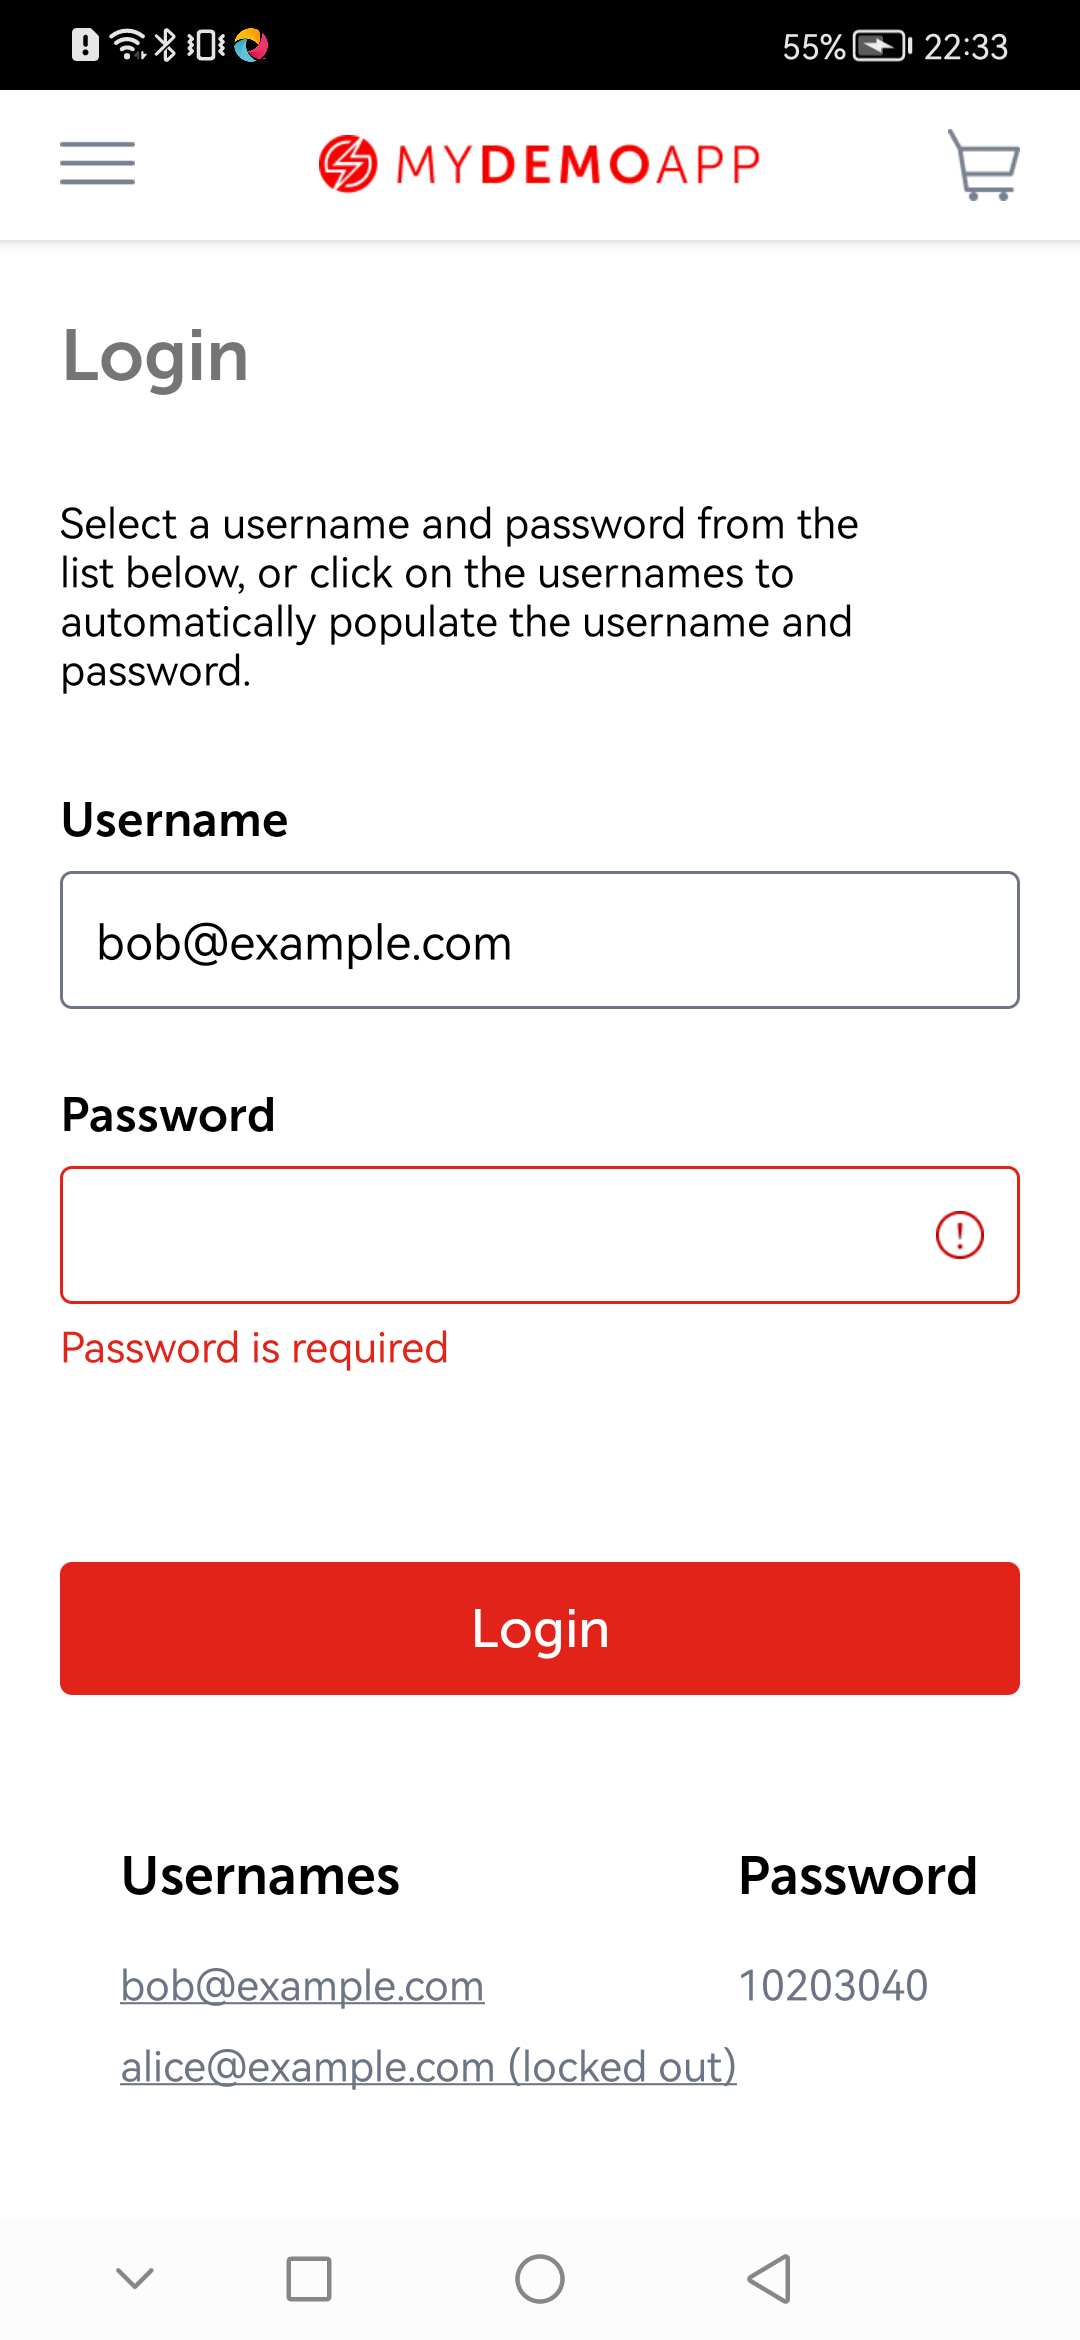 55% 22:33
MYDEMOAPP
Login
Select a username and password from the
list below, or click on the usernames to
automatically populate the username and
password.
Username
bob@example.com
Password
Password is required
Login
Usernames Password
bob@example.com 10203040
alice@example.com (locked out)